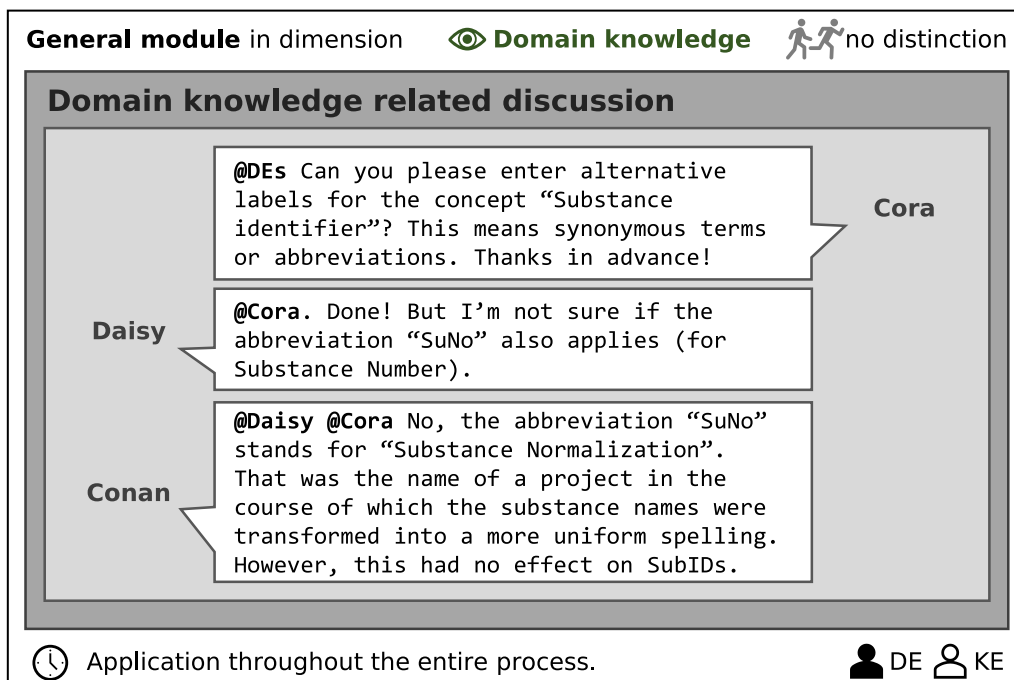 General module in dimension Domain knowledge no distinction
Domain knowledge related discussion
@DEs Can you please enter alternative
labels for the concept “Substance
identifier”? This means synonymous terms
or abbreviations. Thanks in advance!
Cora
Daisy
@Cora. Done! But I’m not sure if the
abbreviation “SuNo” also applies (for
Substance Number).
Conan
@Daisy @Cora No, the abbreviation “SuNo”
stands for “Substance Normalization”.
That was the name of a project in the
course of which the substance names were
transformed into a more uniform spelling.
However, this had no effect on SubIDs.
Application throughout the entire process. DE KE